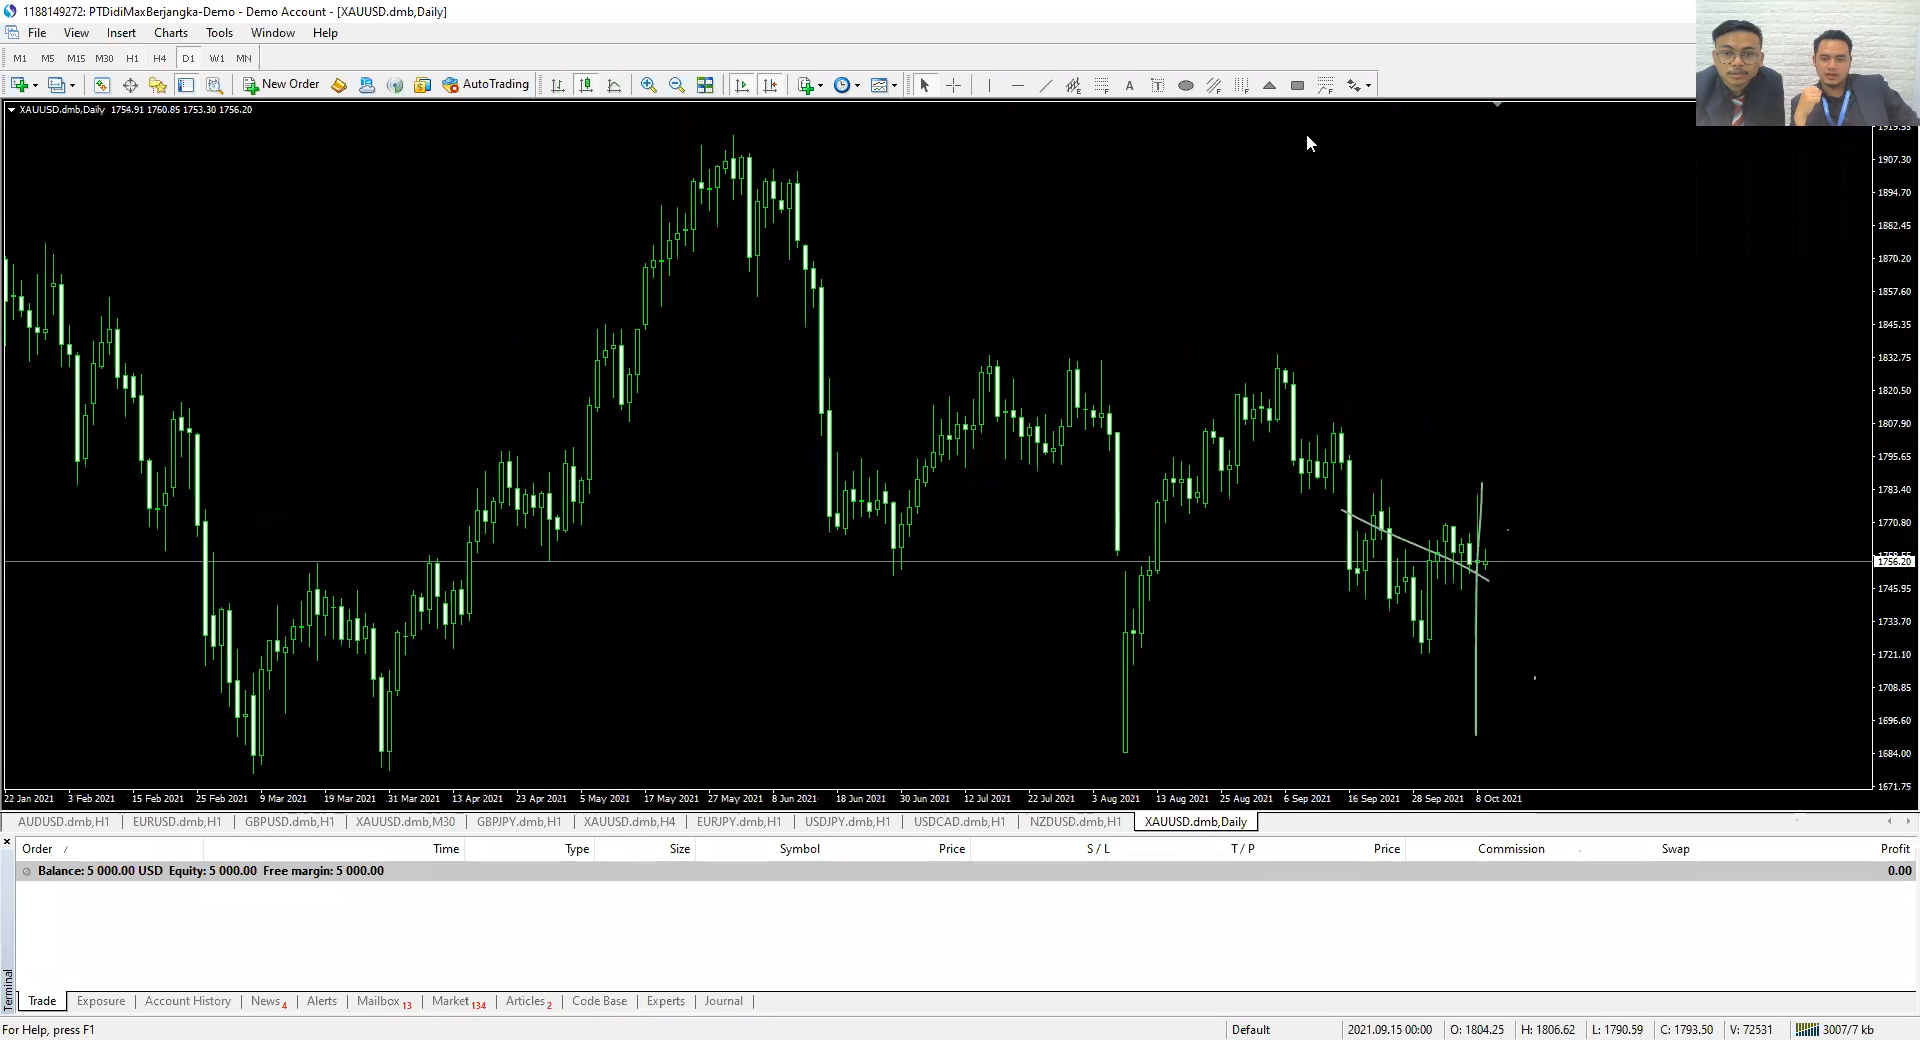 1188149272: PTDidiMaxBerjangka-Demo - Demo Account - [XAUUSD.dmb,Daily]
File View Insert Charts Tools Window Help
M1 M5 M15 M30 H1 H4 D1 W1 MN
New Order AutoTrading A T
XAUUSD.dmb,Daily 1754.91 1760.85 1753.30 1756.20
1919.55
1907.30
1894.70
1882.45
1870.20
1857.60
1845.35
1832.75
1820.50
1807.90
1795.65
1783.40
1770.80
1758.55
1756.20
1745.95
1733.70
1721.10
1708.85
1696.60
1684.00
1671.75
22 Jan 2021 3 Feb 2021 15 Feb 2021 25 Feb 2021 9 Mar 2021 19 Mar 2021 31 Mar 2021 13 Apr 2021 23 Apr 2021 5 May 2021 17 May 2021 27 May 2021 8 Jun 2021 18 Jun 2021 30 Jun 2021 12 Jul 2021 22 Jul 2021 3 Aug 2021 13 Aug 2021 25 Aug 2021 6 Sep 2021 16 Sep 2021 28 Sep 2021 8 Oct 2021
AUDUSD.dmb,H1 EURUSD.dmb,H1 GBPUSD.dmb,H1 XAUUSD.dmb,M30 GBPJPY.dmb,H1 XAUUSD.dmb,H4 EURJPY.dmb,H1 USDJPY.dmb,H1 USDCAD.dmb,H1 NZDUSD.dmb,H1 XAUUSD.dmb,Daily
Order / Time Type Size Symbol Price S / L T / P Price Commission Swap Profit
Balance: 5 000.00 USD Equity: 5 000.00 Free margin: 5 000.00 0.00
Terminal
Trade Exposure Account History News 4 Alerts Mailbox 13 Market 134 Articles 2 Code Base Experts Journal
For Help, press F1 Default 2021.09.15 00:00 O: 1804.25 H: 1806.62 L: 1790.59 C: 1793.50 V: 72531 3007/7 kb